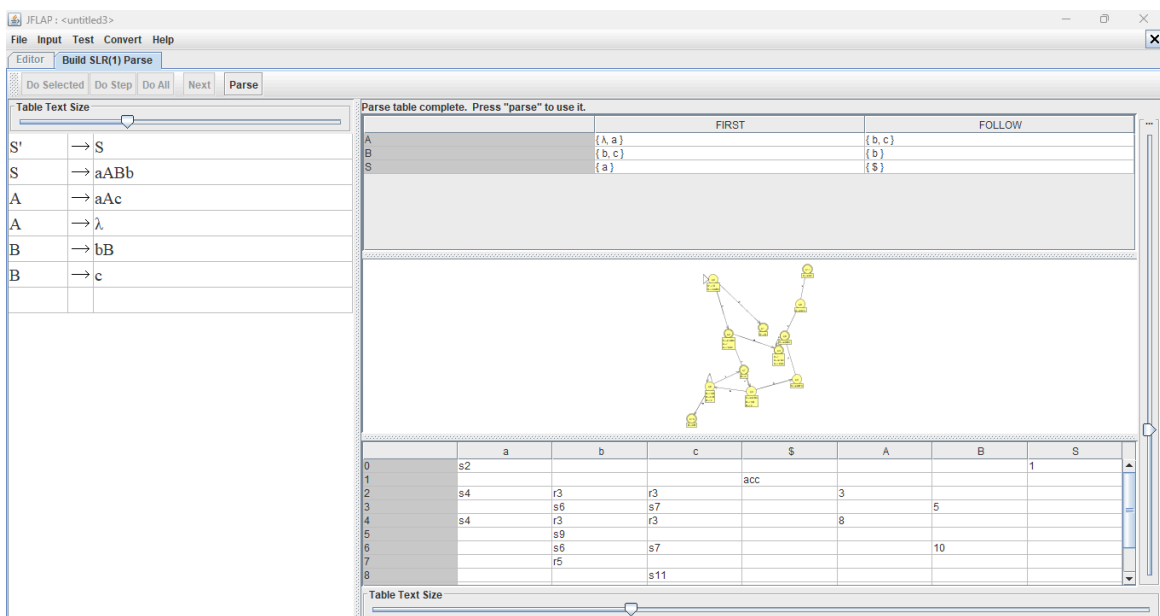 JFLAP : <untitled3>
File Input Test Convert Help
Editor Build SLR(1) Parse
Do Selected Do Step Do All Next Parse
Table Text Size
S' → S
S → aABb
A → aAc
A → λ
B → bB
B → c
Parse table complete. Press "parse" to use it.
FIRST FOLLOW
A { λ, a } { b, c }
B { b, c } { b }
S { a } { $ }
a b c $ A B S
0 s2 1
1 acc
2 s4 r3 r3 3
3 s6 s7 5
4 s4 r3 r3 8
5 s9
6 s6 s7 10
7 r5
8 s11
Table Text Size